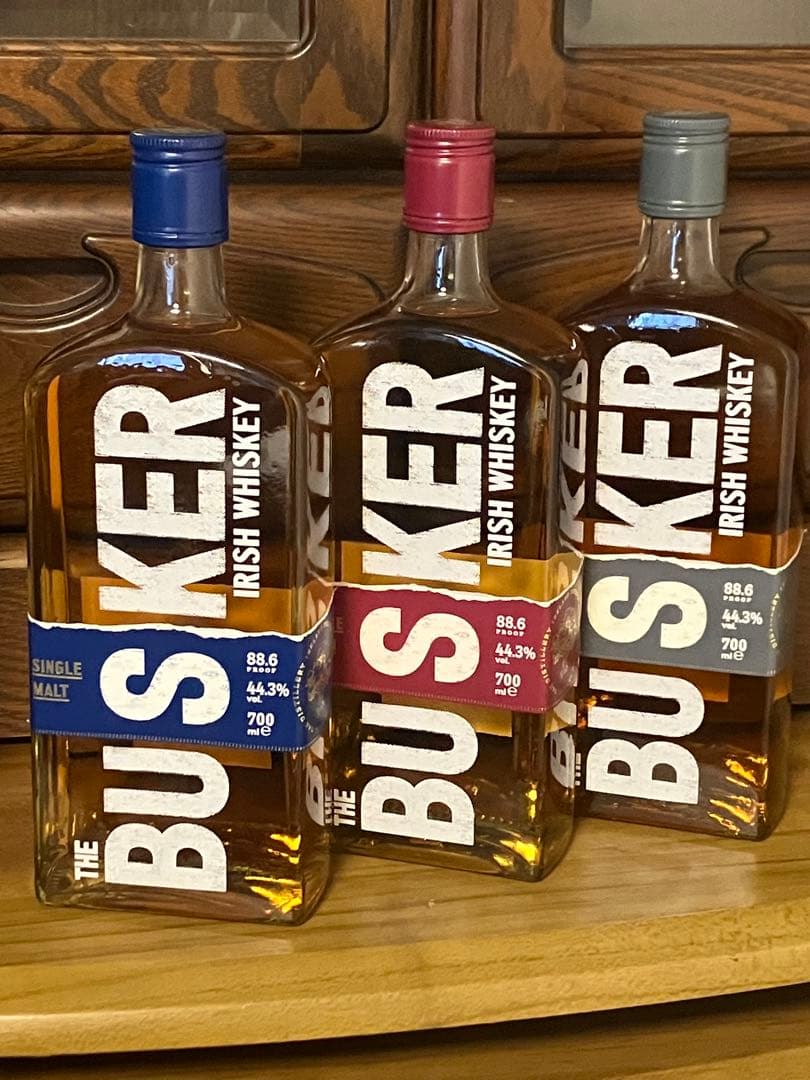 THE BUSKER
IRISH WHISKEY
SINGLE
MALT
88.6
PROOF
44.3%
vol.
700
ml e
THE BUSKER
IRISH WHISKEY
88.6
PROOF
44.3%
vol.
700
ml e
BUSKER
IRISH WHISKEY
88.6
PROOF
44.3%
vol.
700
ml e